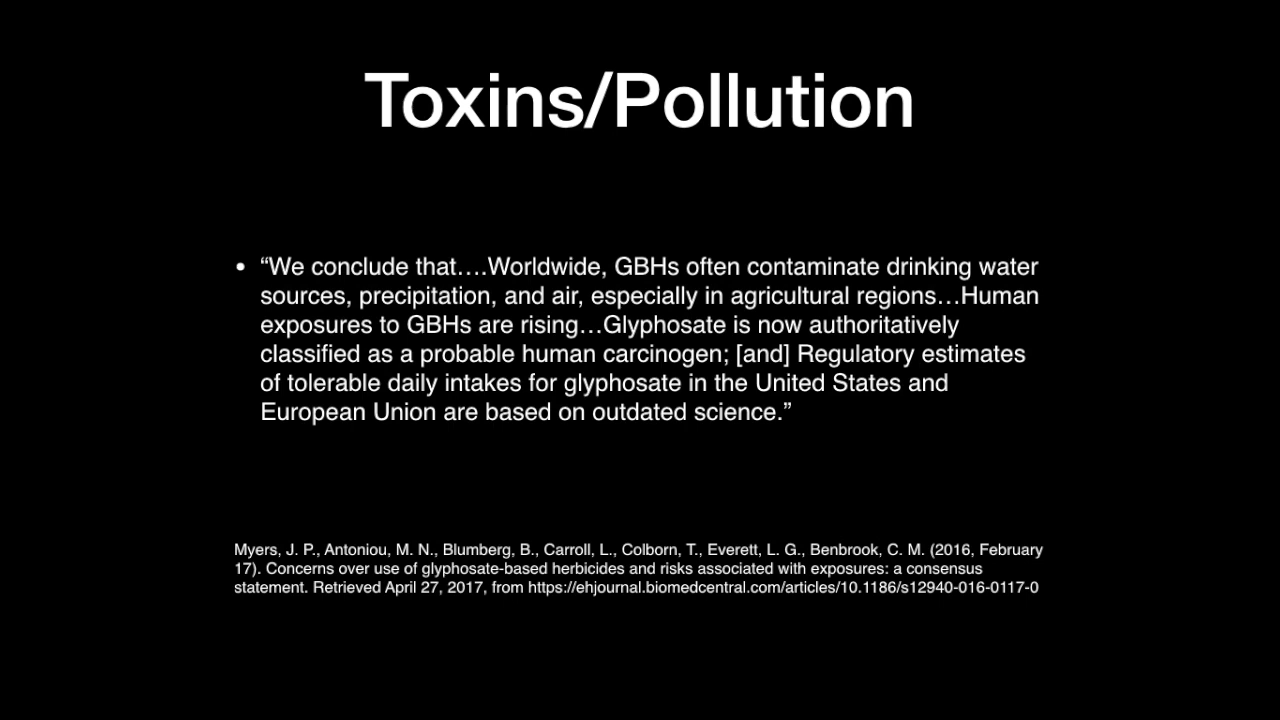 Toxins/Pollution
• “We conclude that….Worldwide, GBHs often contaminate drinking water
sources, precipitation, and air, especially in agricultural regions…Human
exposures to GBHs are rising…Glyphosate is now authoritatively
classified as a probable human carcinogen; [and] Regulatory estimates
of tolerable daily intakes for glyphosate in the United States and
European Union are based on outdated science.”
Myers, J. P., Antoniou, M. N., Blumberg, B., Carroll, L., Colborn, T., Everett, L. G., Benbrook, C. M. (2016, February
17). Concerns over use of glyphosate-based herbicides and risks associated with exposures: a consensus
statement. Retrieved April 27, 2017, from https://ehjournal.biomedcentral.com/articles/10.1186/s12940-016-0117-0